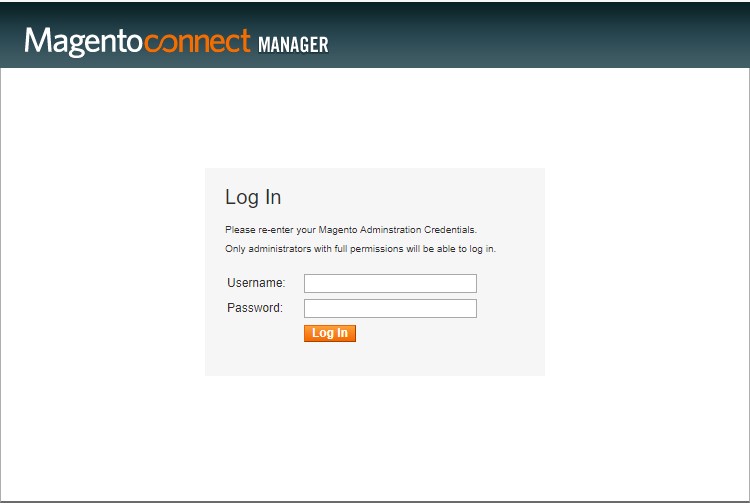 Magentoconnect MANAGER
Log In
Please re-enter your Magento Adminstration Credentials.
Only administrators with full permissions will be able to log in.
Username:
Password:
Log In